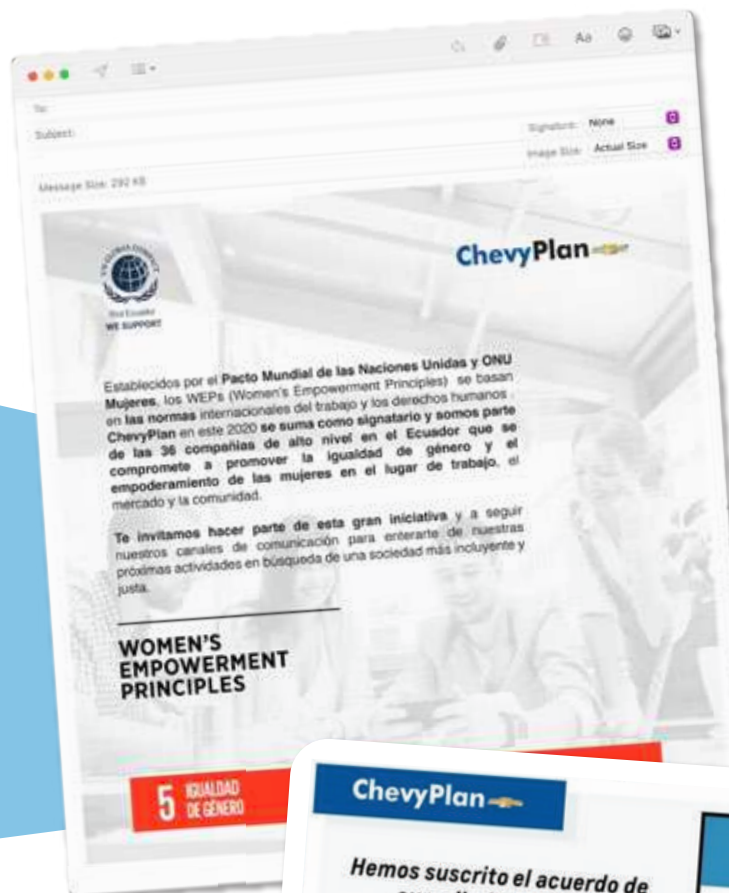 Aa
To:
Subject:
Signature: None
Image Size: Actual Size
Message Size: 292 KB
WE SUPPORT
ChevyPlan
Establecidos por el Pacto Mundial de las Naciones Unidas y ONU
Mujeres, los WEPs (Women's Empowerment Principles) se basan
en las normas internacionales del trabajo y los derechos humanos .
ChevyPlan en este 2020 se suma como signatario y somos parte
de las 36 compañias de alto nivel en el Ecuador que se
compromete a promover la igualdad de género y el
empoderamiento de las mujeres en el lugar de trabajo, el
mercado y la comunidad.
Te invitamos hacer parte de esta gran iniciativa y a seguir
nuestros canales de comunicación para enterarte de nuestras
próximas actividades en búsqueda de una sociedad más incluyente y
justa.
WOMEN'S
EMPOWERMENT
PRINCIPLES
5 IGUALDAD
DE GÉNERO
ChevyPlan
Hemos suscrito el acuerdo de